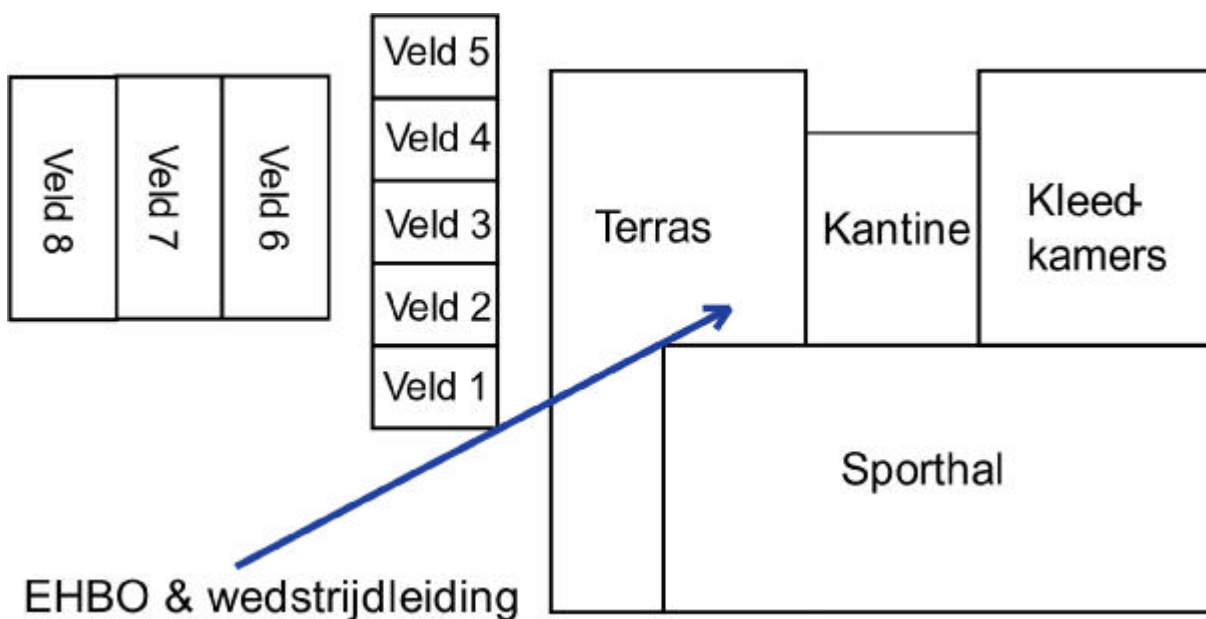 Veld 5
Veld 4
Veld 3
Veld 2
Veld 1
Veld 8
Veld 7
Veld 6
Terras
Kantine
Kleed-
kamers
Sporthal
EHBO & wedstrijdleiding